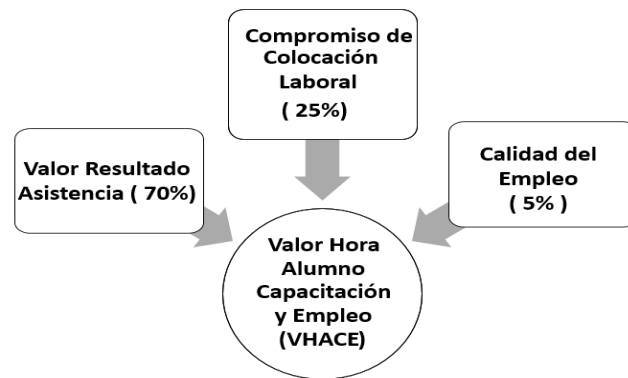 Compromiso de
Colocación
Laboral
( 25%)
Valor Resultado
Asistencia ( 70%)
Calidad del
Empleo
( 5% )
Valor Hora
Alumno
Capacitación
y Empleo
(VHACE)